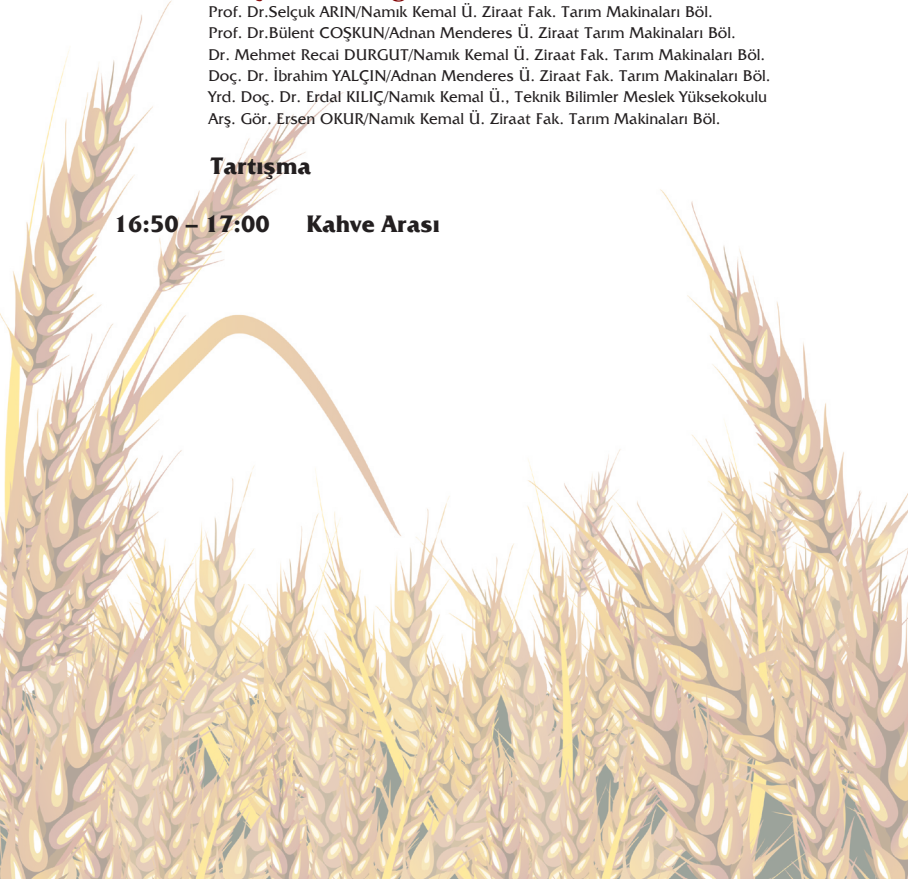 Prof. Dr.Selçuk ARIN/Namık Kemal Ü. Ziraat Fak. Tarım Makinaları Böl.
Prof. Dr.Bülent COŞKUN/Adnan Menderes Ü. Ziraat Tarım Makinaları Böl.
Dr. Mehmet Recai DURGUT/Namık Kemal Ü. Ziraat Fak. Tarım Makinaları Böl.
Doç. Dr. İbrahim YALÇIN/Adnan Menderes Ü. Ziraat Fak. Tarım Makinaları Böl.
Yrd. Doç. Dr. Erdal KILIÇ/Namık Kemal Ü., Teknik Bilimler Meslek Yüksekokulu
Arş. Gör. Ersen OKUR/Namık Kemal Ü. Ziraat Fak. Tarım Makinaları Böl.
Tartışma
16:50 – 17:00 Kahve Arası